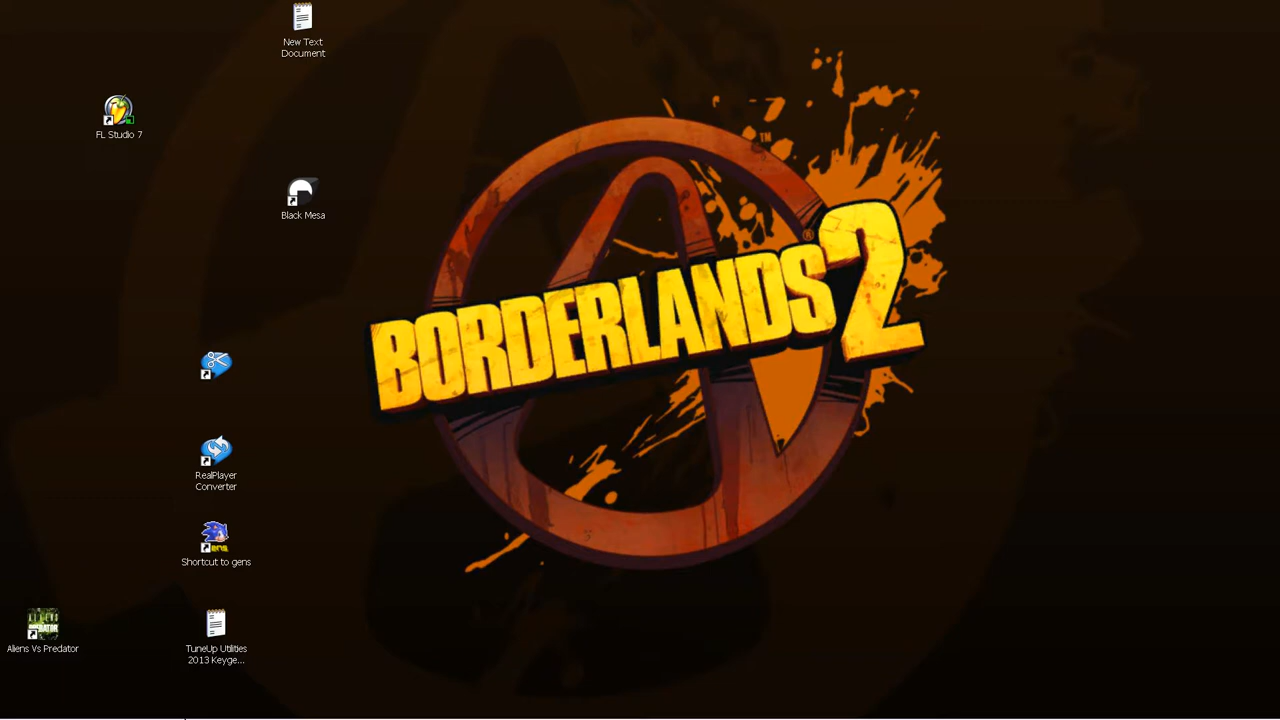 New Text
Document
FL Studio 7
Black Mesa
BORDERLANDS 2
™
®
RealPlayer
Converter
Shortcut to gens
Aliens Vs Predator
TuneUp Utilities
2013 Keyge...